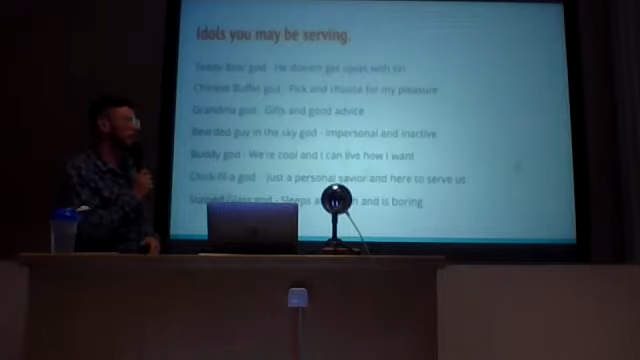 Idols you may be serving.
Teddy Bear god - He doesn't get upset with sin
Chinese Buffet god - Pick and choose for my pleasure
Grandma god - Gifts and good advice
Bearded guy in the sky god - impersonal and inactive
Buddy god - We're cool and I can live how I want
Chick-fil-a god - Just a personal savior and here to serve us
Stained Glass god - Sleeps and is boring